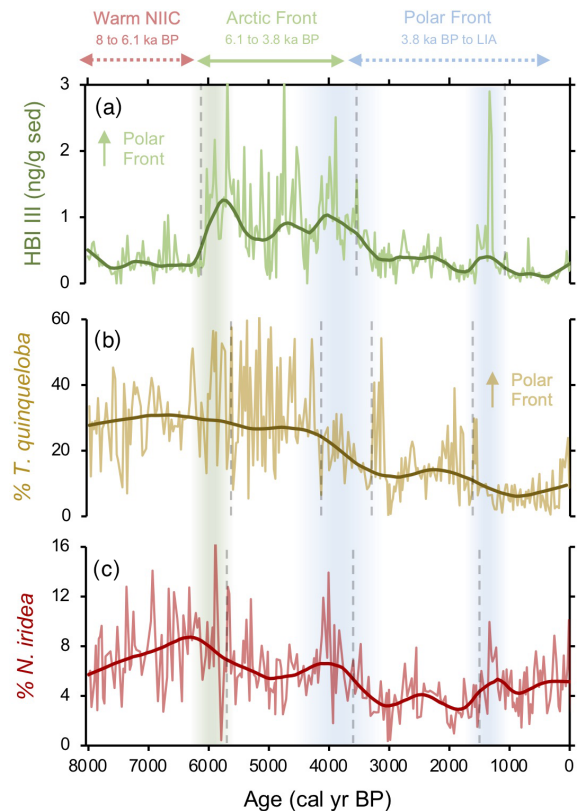 Warm NIIC
8 to 6.1 ka BP
Arctic Front
6.1 to 3.8 ka BP
Polar Front
3.8 ka BP to LIA
(a)
Polar
Front
HBI III (ng/g sed)
3
2
1
0
(b)
Polar
Front
% T. quinqueloba
60
40
20
0
(c)
% N. iridea
16
12
8
4
0
8000 7000 6000 5000 4000 3000 2000 1000 0
Age (cal yr BP)